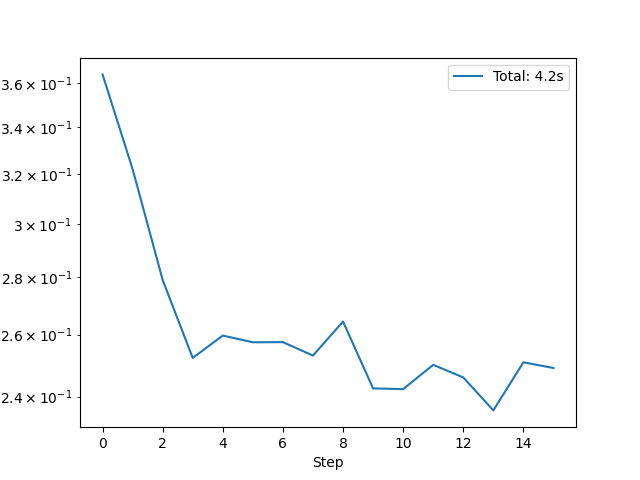 Total: 4.2s
3.6 × 10⁻¹
3.4 × 10⁻¹
3.2 × 10⁻¹
3 × 10⁻¹
2.8 × 10⁻¹
2.6 × 10⁻¹
2.4 × 10⁻¹
0 2 4 6 8 10 12 14
Step